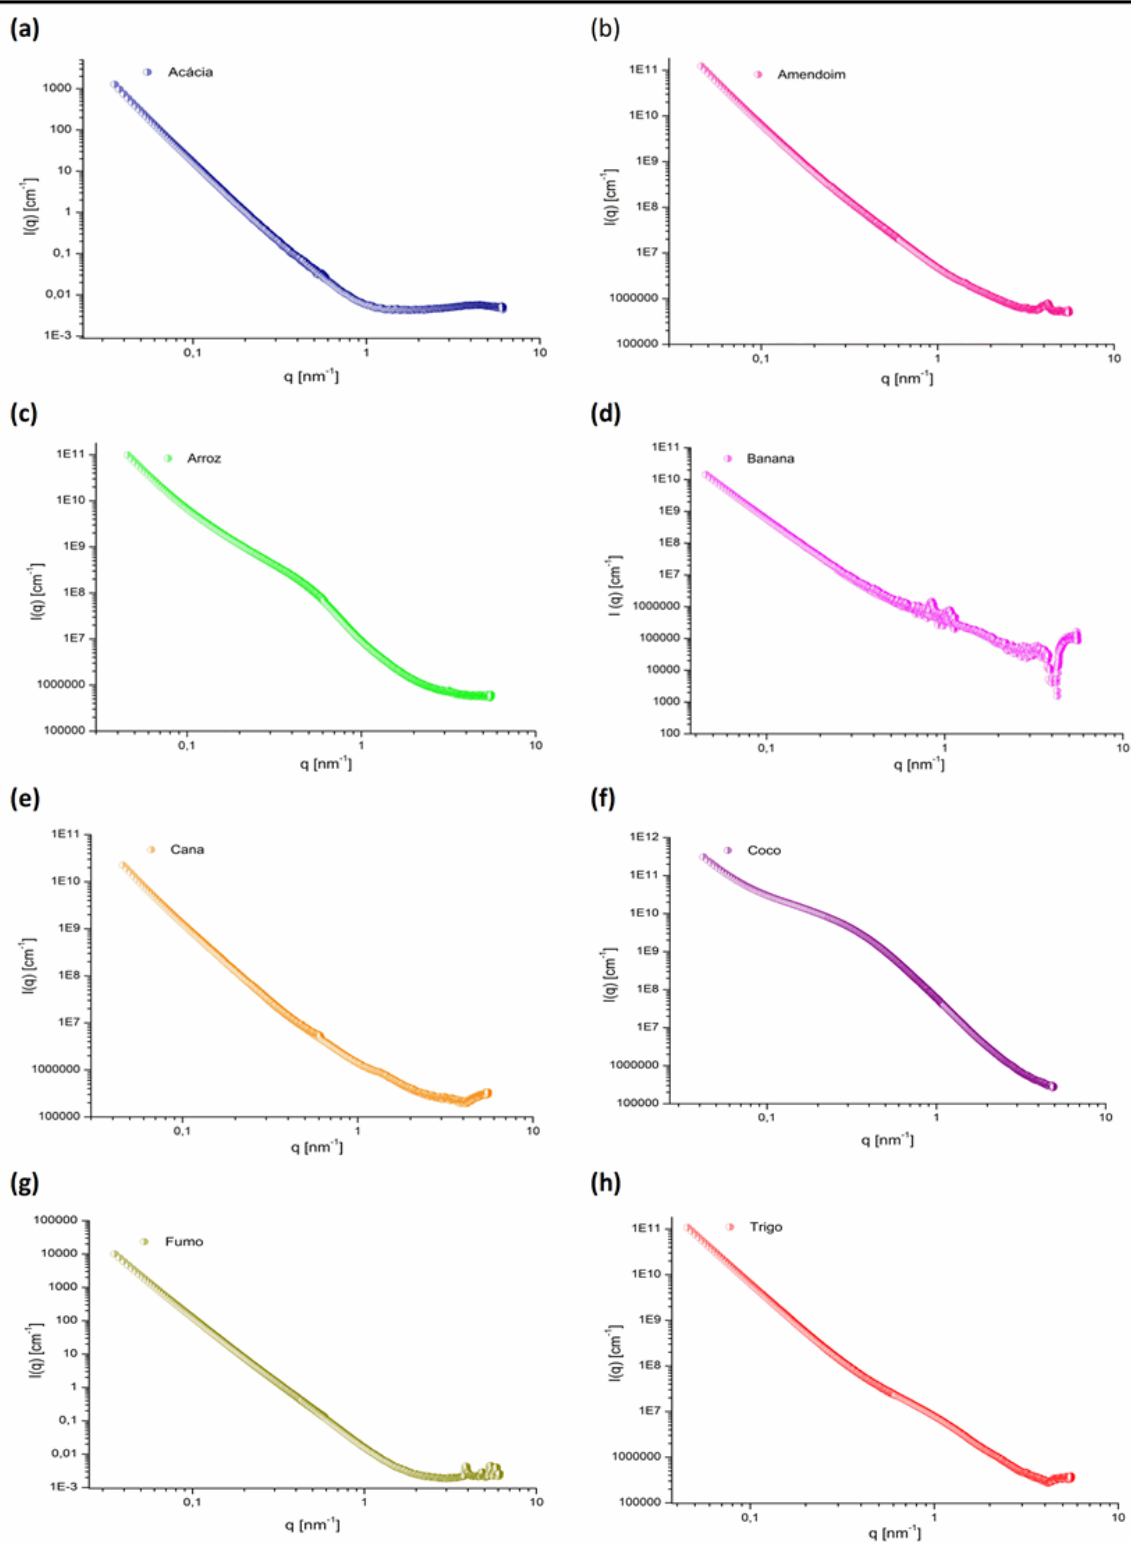 (a)
Acácia
1000
100
10
1
0,1
0,01
1E-3
I(q) [cm⁻¹]
0,1
1
10
q [nm⁻¹]
(b)
Amendoim
1E11
1E10
1E9
1E8
1E7
1000000
100000
I(q) [cm⁻¹]
0,1
1
10
q [nm⁻¹]
(c)
Arroz
1E11
1E10
1E9
1E8
1E7
1000000
100000
I(q) [cm⁻¹]
0,1
1
10
q [nm⁻¹]
(d)
Banana
1E11
1E10
1E9
1E8
1E7
1000000
100000
10000
1000
100
I (q) [cm⁻¹]
0,1
1
10
q [nm⁻¹]
(e)
Cana
1E11
1E10
1E9
1E8
1E7
1000000
100000
I(q) [cm⁻¹]
0,1
1
10
q [nm⁻¹]
(f)
Coco
1E12
1E11
1E10
1E9
1E8
1E7
1000000
100000
I(q) [cm⁻¹]
0,1
1
10
q [nm⁻¹]
(g)
Fumo
100000
10000
1000
100
10
1
0,1
0,01
1E-3
I(q) [cm⁻¹]
0,1
1
10
q [nm⁻¹]
(h)
Trigo
1E11
1E10
1E9
1E8
1E7
1000000
100000
I(q) [cm⁻¹]
0,1
1
10
q [nm⁻¹]